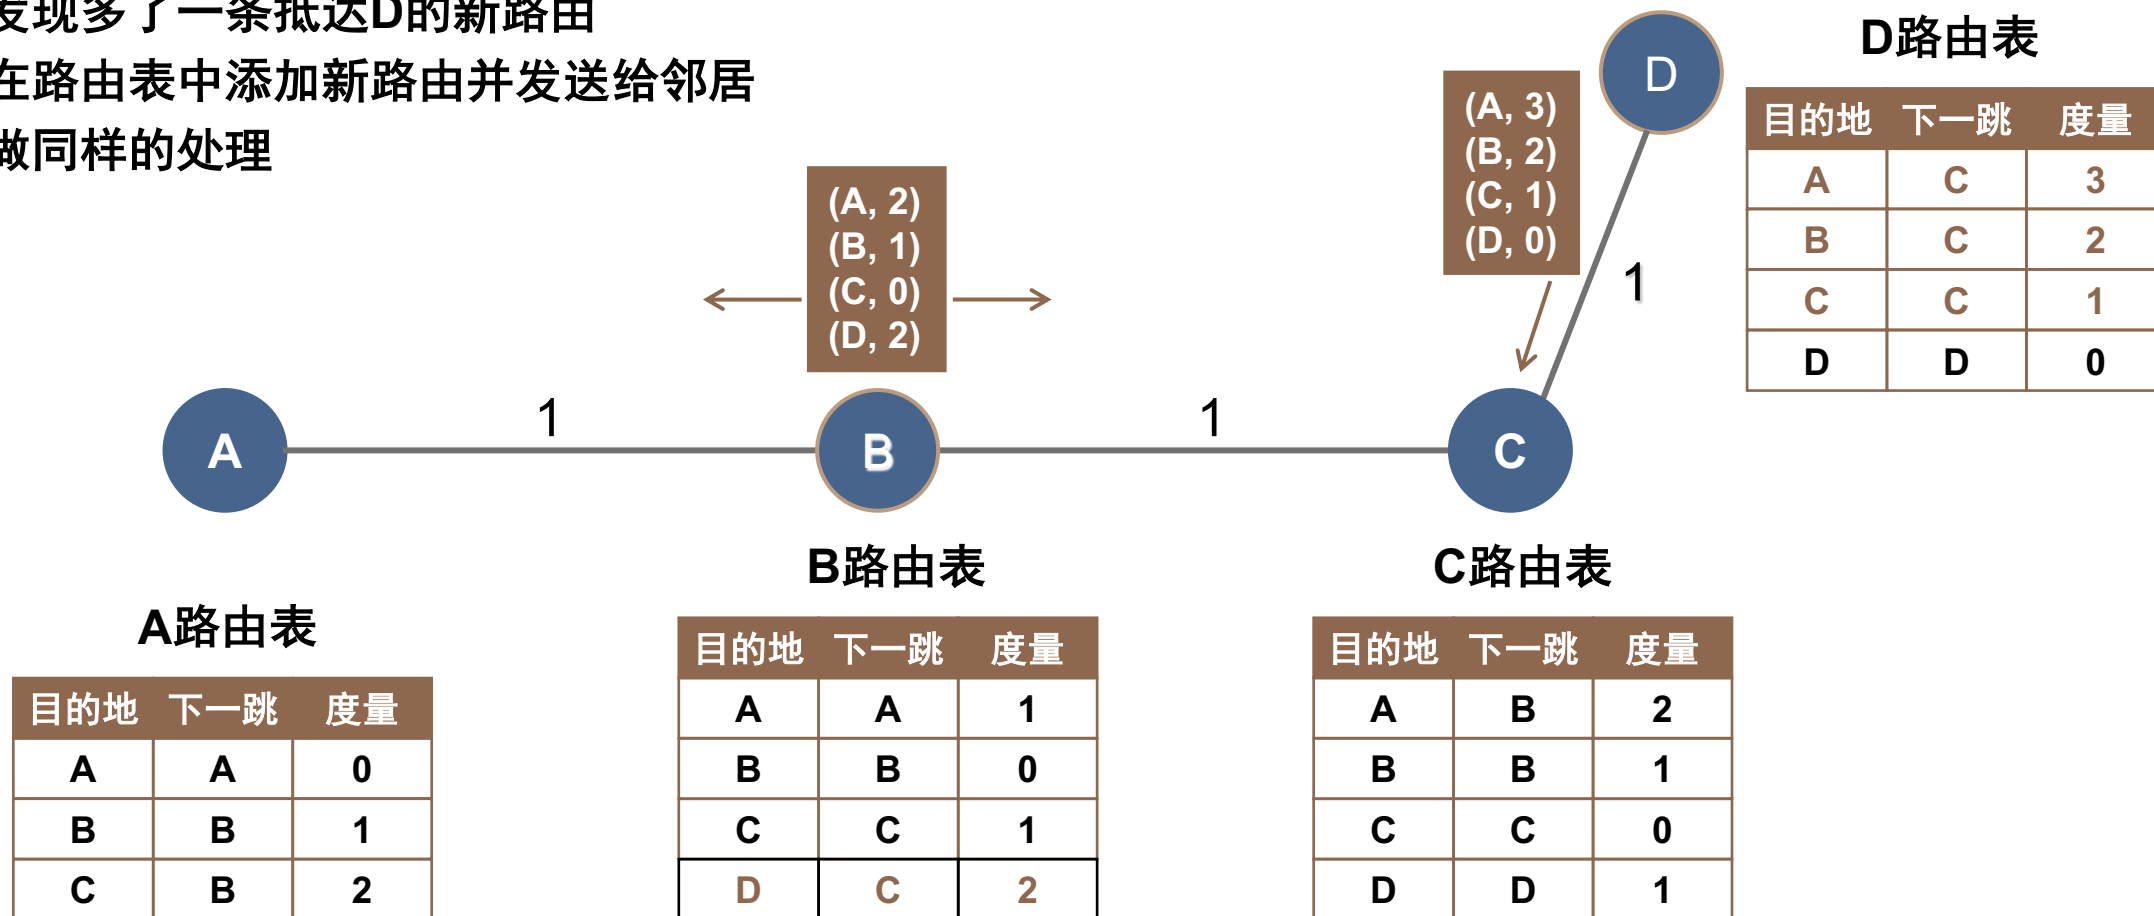 发现多了一条抵达D的新路由
在路由表中添加新路由并发送给邻居
做同样的处理
D
D路由表
目的地 下一跳 度量
A C 3
B C 2
C C 1
D D 0
(A, 3)
(B, 2)
(C, 1)
(D, 0)
1
(A, 2)
(B, 1)
(C, 0)
(D, 2)
A
1
B
1
C
A路由表
目的地 下一跳 度量
A A 0
B B 1
C B 2
B路由表
目的地 下一跳 度量
A A 1
B B 0
C C 1
D C 2
C路由表
目的地 下一跳 度量
A B 2
B B 1
C C 0
D D 1